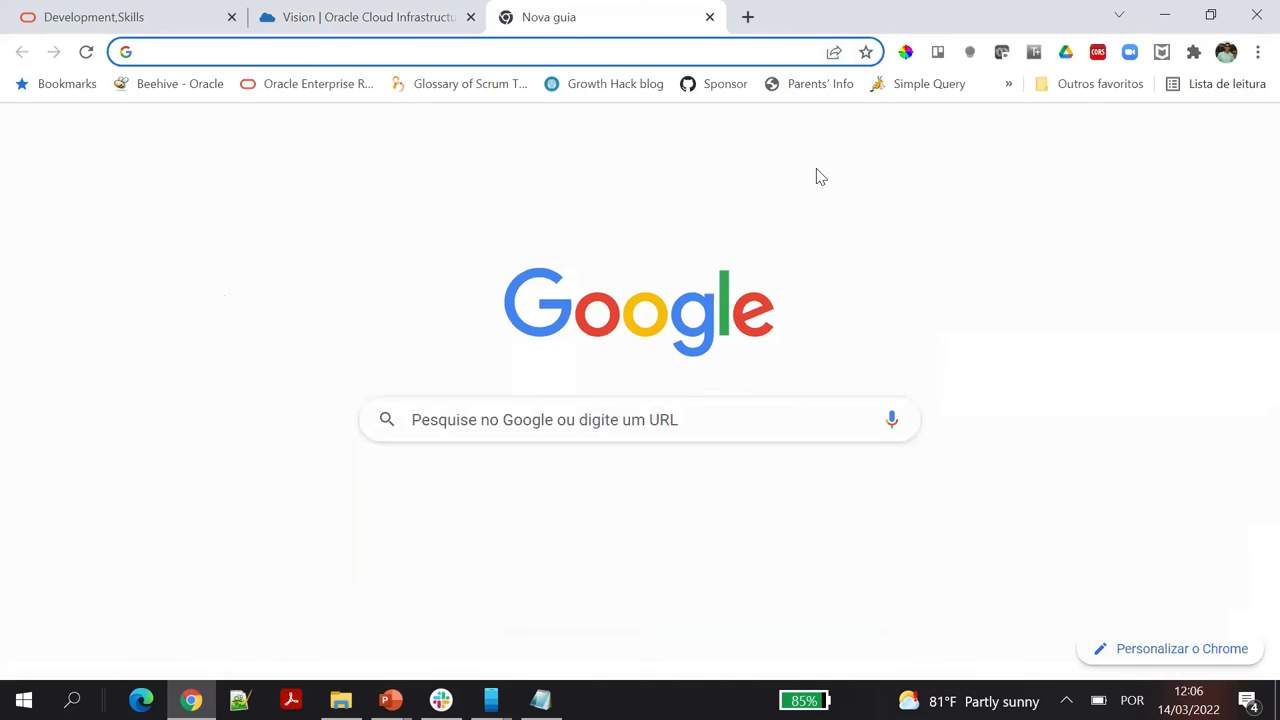 Development,Skills
Vision | Oracle Cloud Infrastructu
Nova guia
Bookmarks
Beehive - Oracle
Oracle Enterprise R...
Glossary of Scrum T...
Growth Hack blog
Sponsor
Parents' Info
Simple Query
»
Outros favoritos
Lista de leitura
CORS
T+
Google
Pesquise no Google ou digite um URL
Personalizar o Chrome
85%
81°F Partly sunny
POR
12:06
14/03/2022
4